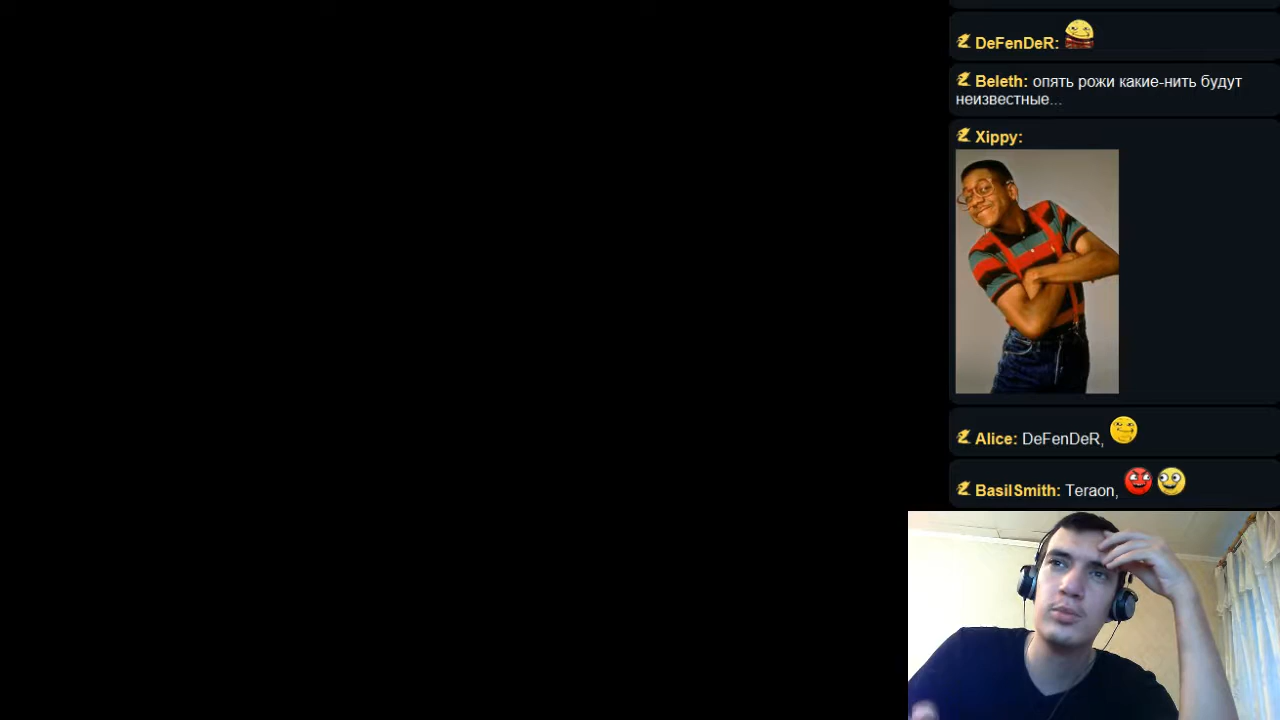 DeFenDeR:
Beleth: опять рожи какие-нить будут
неизвестные...
Xippy:
Alice: DeFenDeR,
BasilSmith: Teraon,